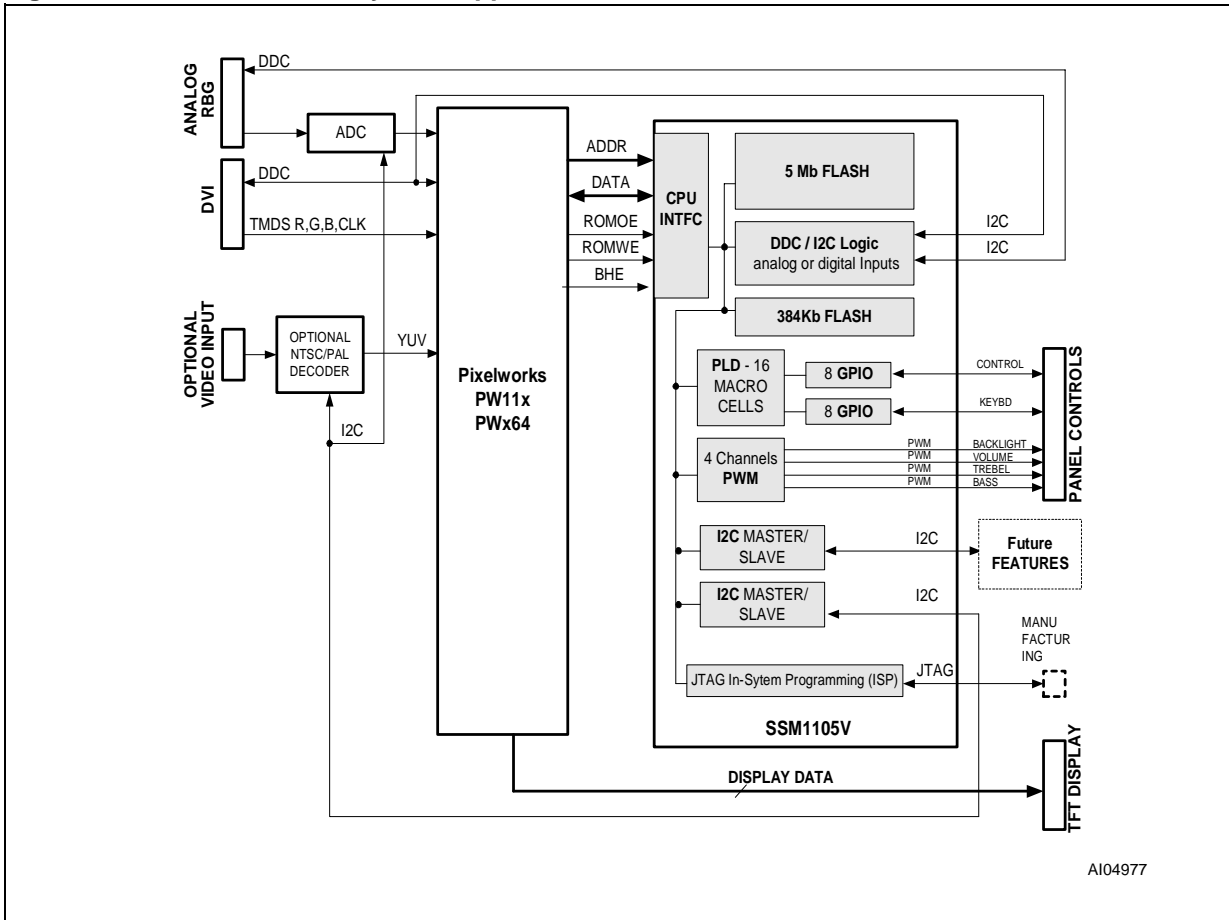 ANALOG
RBG
DDC
ADC
DVI
DDC
TMDS R,G,B,CLK
OPTIONAL
VIDEO INPUT
OPTIONAL
NTSC/PAL
DECODER
YUV
I2C
Pixelworks
PW11x
PWx64
ADDR
DATA
ROMOE
ROMWE
BHE
CPU
INTFC
5 Mb FLASH
DDC / I2C Logic
analog or digital Inputs
I2C
I2C
384Kb FLASH
PLD - 16
MACRO
CELLS
8 GPIO
8 GPIO
CONTROL
KEYBD
4 Channels
PWM
PWM
BACKLIGHT
PWM
VOLUME
PWM
TREBEL
PWM
BASS
PANEL CONTROLS
I2C MASTER/
SLAVE
I2C
Future
FEATURES
I2C MASTER/
SLAVE
I2C
MANU
FACTUR
ING
JTAG In-Sytem Programming (ISP)
JTAG
SSM1105V
DISPLAY DATA
TFT DISPLAY
AI04977